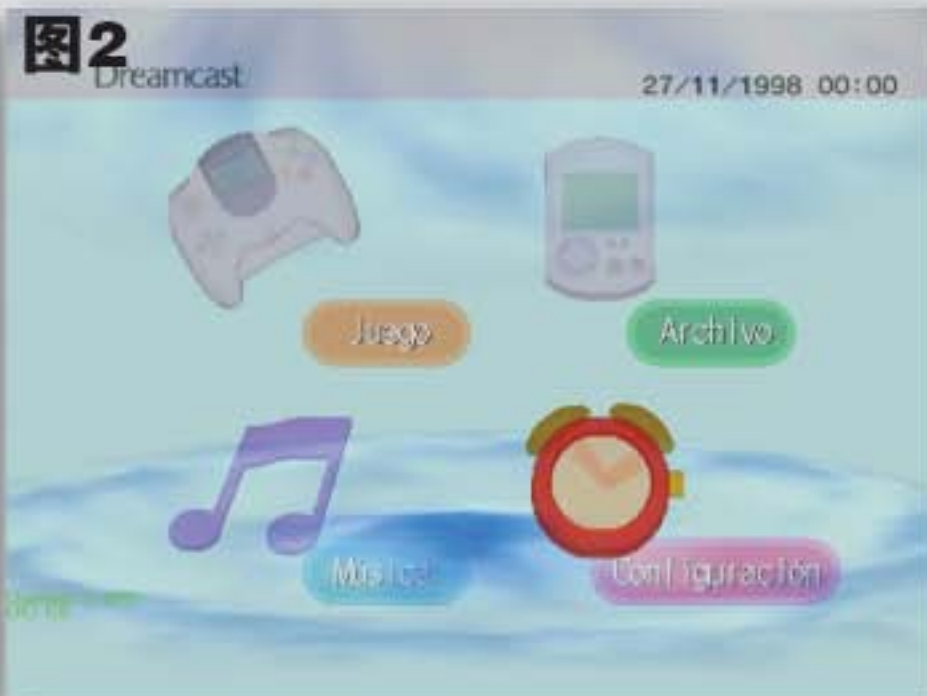 图2
Dreamcast
27/11/1998 00:00
Juego
Archivo
Música
Configuración